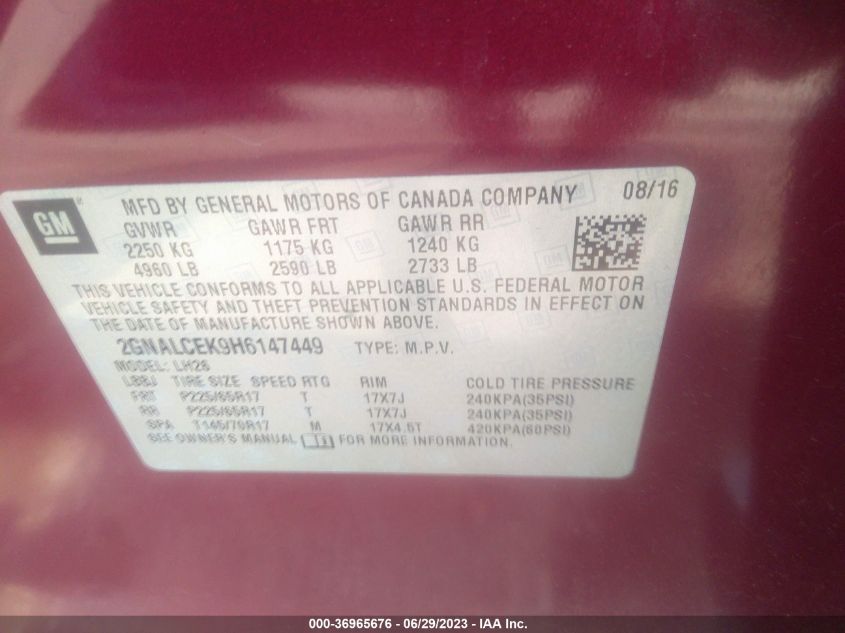 GM
MFD BY GENERAL MOTORS OF CANADA COMPANY 08/16
GVWR GAWR FRT GAWR RR
2250 KG 1175 KG 1240 KG
4960 LB 2590 LB 2733 LB
THIS VEHICLE CONFORMS TO ALL APPLICABLE U.S. FEDERAL MOTOR
VEHICLE SAFETY AND THEFT PREVENTION STANDARDS IN EFFECT ON
THE DATE OF MANUFACTURE SHOWN ABOVE.
2GNALCEK9H6147449 TYPE: M.P.V.
MODEL: LH26
TIRE SIZE SPEED RTG RIM COLD TIRE PRESSURE
FRT P225/65R17 T 17X7J 240KPA(35PSI)
RR P225/65R17 T 17X7J 240KPA(35PSI)
SPA T145/70R17 M 17X4.5T 420KPA(60PSI)
SEE OWNER'S MANUAL FOR MORE INFORMATION.
000-36965676 / 06/29/2023 - IAA Inc.